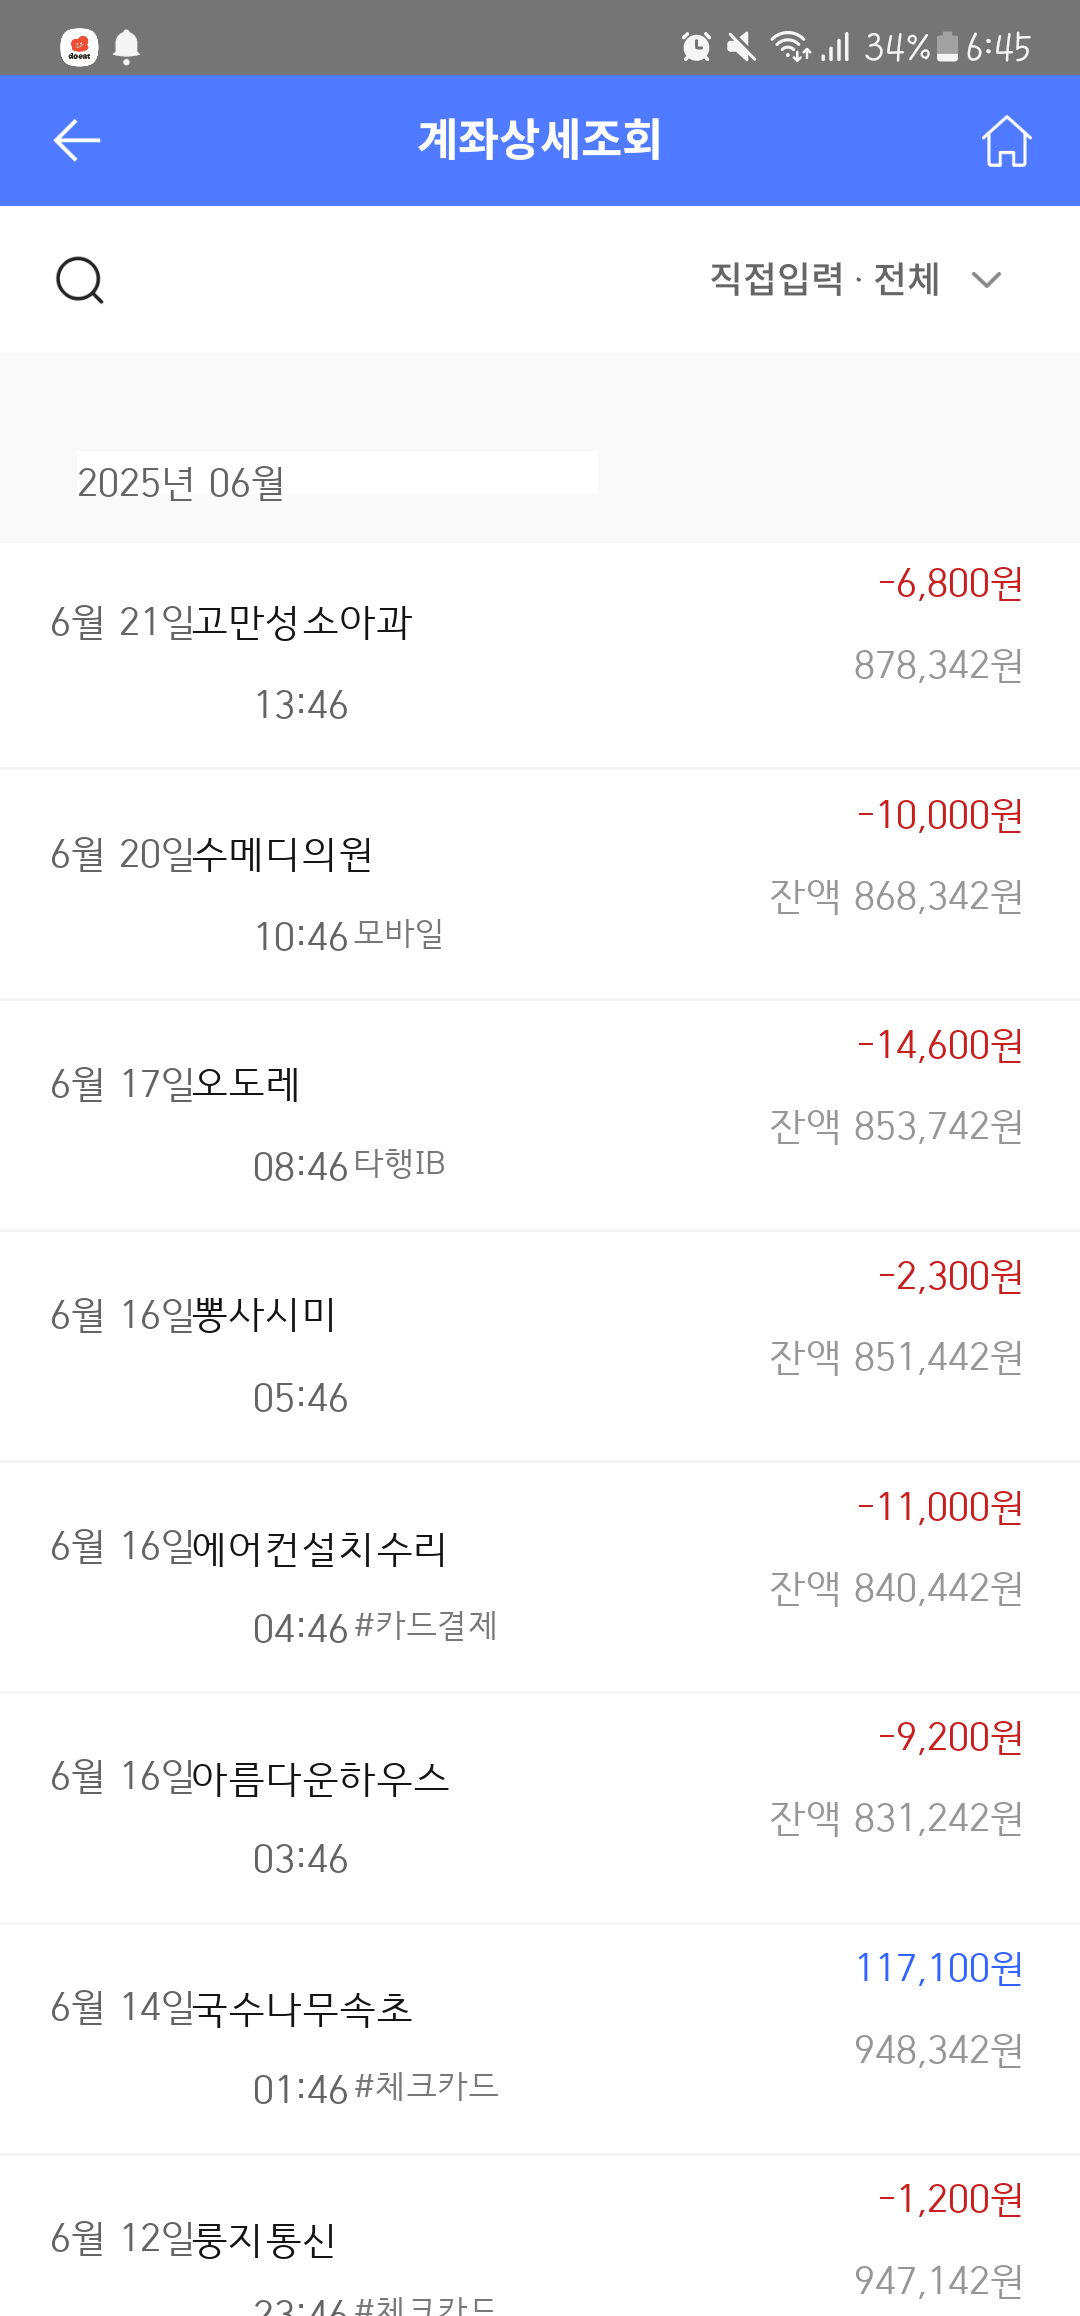 doeat
34% 6:45
계좌상세조회
직접입력 · 전체
2025년 06월
-6,800원
6월 21일고만성소아과
878,342원
13:46
-10,000원
6월 20일수메디의원
잔액 868,342원
10:46 모바일
-14,600원
6월 17일오도레
잔액 853,742원
08:46 타행IB
-2,300원
6월 16일뽕사시미
잔액 851,442원
05:46
-11,000원
6월 16일에어컨설치수리
잔액 840,442원
04:46 #카드결제
-9,200원
6월 16일아름다운하우스
잔액 831,242원
03:46
117,100원
6월 14일국수나무속초
948,342원
01:46 #체크카드
-1,200원
6월 12일룽지통신
947,142원
23:46 #체크카드